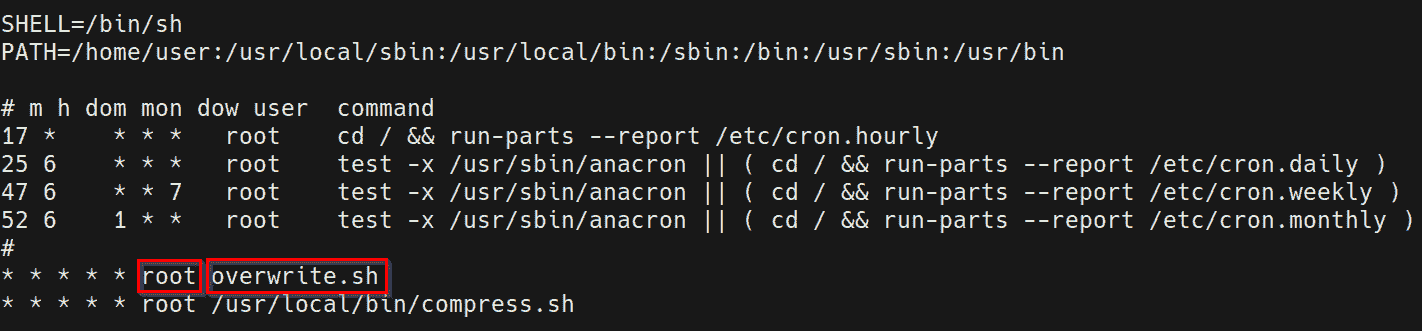 SHELL=/bin/sh
PATH=/home/user:/usr/local/sbin:/usr/local/bin:/sbin:/bin:/usr/sbin:/usr/bin

# m h dom mon dow user  command
17 *    * * *   root    cd / && run-parts --report /etc/cron.hourly
25 6    * * *   root    test -x /usr/sbin/anacron || ( cd / && run-parts --report /etc/cron.daily )
47 6    * * 7   root    test -x /usr/sbin/anacron || ( cd / && run-parts --report /etc/cron.weekly )
52 6    1 * *   root    test -x /usr/sbin/anacron || ( cd / && run-parts --report /etc/cron.monthly )
#
* * * * * root overwrite.sh
* * * * * root /usr/local/bin/compress.sh